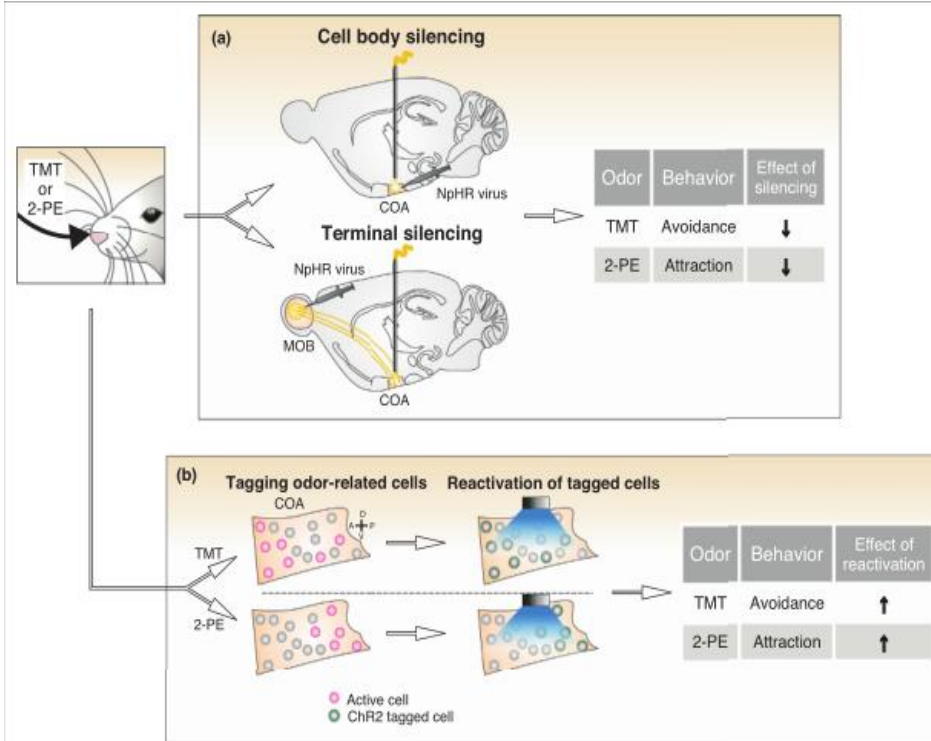 TMT
or
2-PE
(a)
Cell body silencing
NpHR virus
COA
Terminal silencing
NpHR virus
MOB
COA
Odor Behavior Effect of
silencing
TMT Avoidance ↓
2-PE Attraction ↓
(b)
Tagging odor-related cells Reactivation of tagged cells
COA
D
A P
V
TMT
2-PE
Active cell
ChR2 tagged cell
Odor Behavior Effect of
reactivation
TMT Avoidance ↑
2-PE Attraction ↑